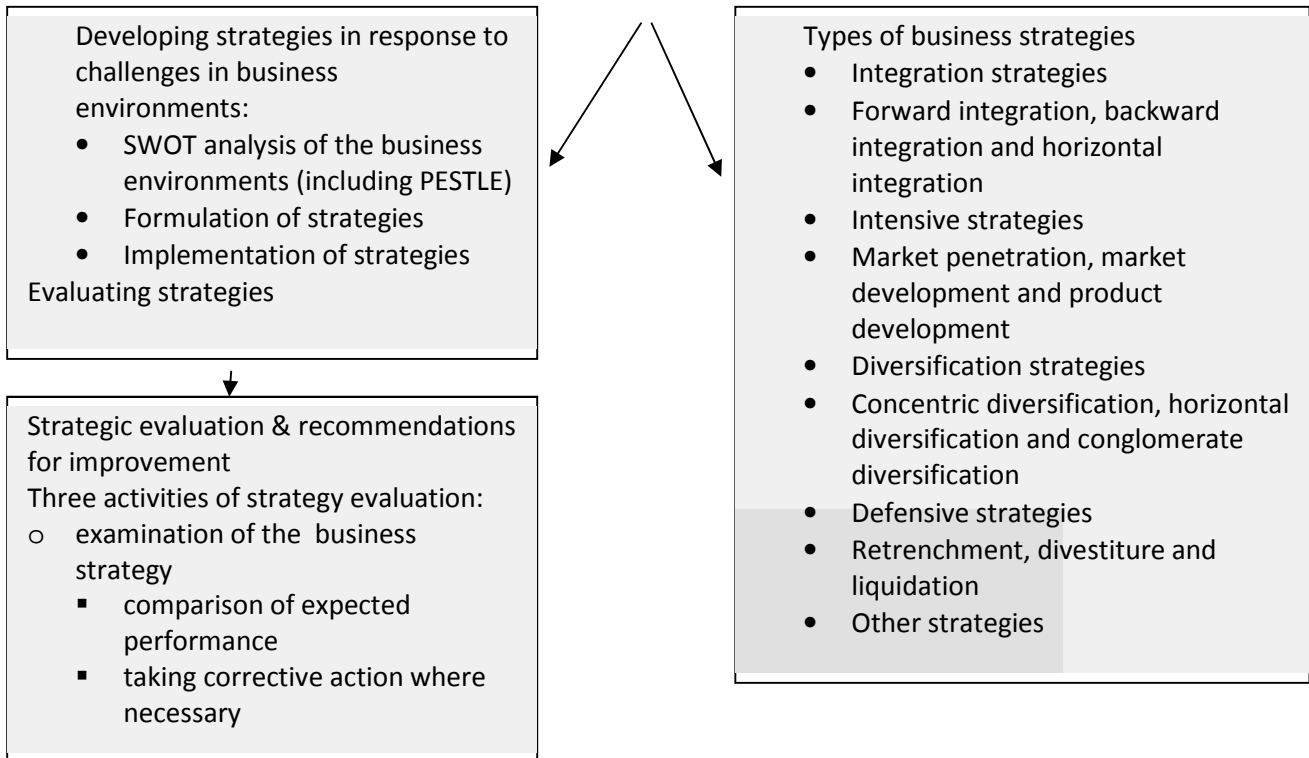 Developing strategies in response to
challenges in business
environments:
• SWOT analysis of the business
environments (including PESTLE)
• Formulation of strategies
• Implementation of strategies
Evaluating strategies
Strategic evaluation & recommendations
for improvement
Three activities of strategy evaluation:
o examination of the business
strategy
▪ comparison of expected
performance
▪ taking corrective action where
necessary
Types of business strategies
• Integration strategies
• Forward integration, backward
integration and horizontal
integration
• Intensive strategies
• Market penetration, market
development and product
development
• Diversification strategies
• Concentric diversification, horizontal
diversification and conglomerate
diversification
• Defensive strategies
• Retrenchment, divestiture and
liquidation
• Other strategies